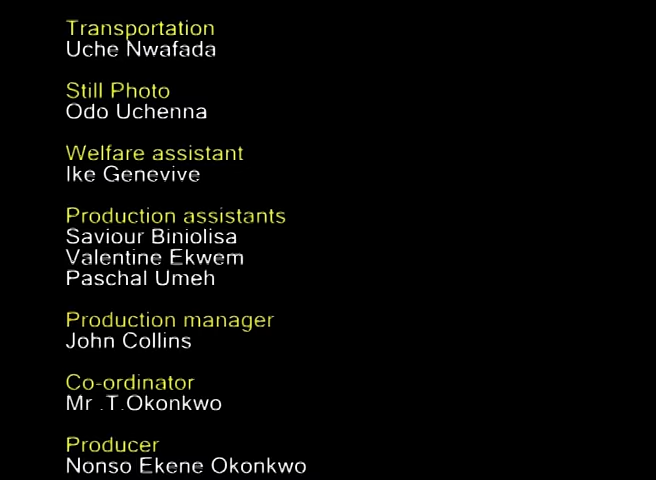 Transportation
Uche Nwafada
Still Photo
Odo Uchenna
Welfare assistant
Ike Genevive
Production assistants
Saviour Biniolisa
Valentine Ekwem
Paschal Umeh
Production manager
John Collins
Co-ordinator
Mr .T.Okonkwo
Producer
Nonso Ekene Okonkwo